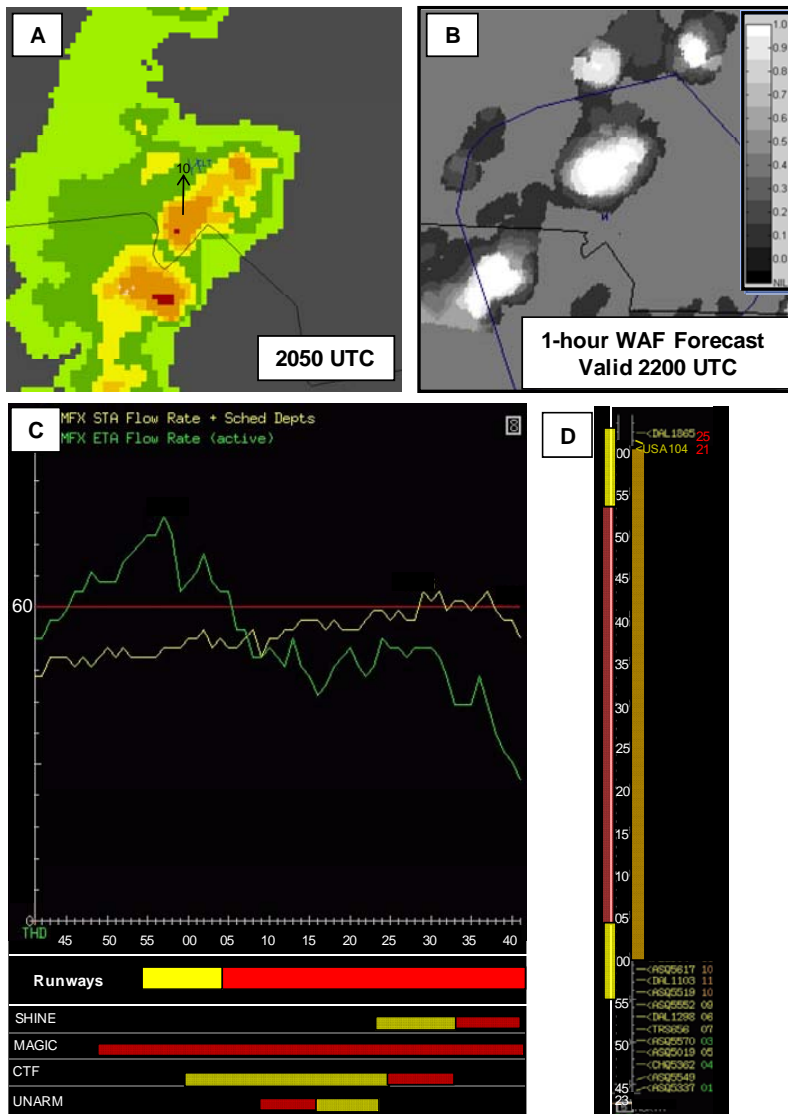 A
10
2050 UTC
B
1.0
0.9
0.8
0.7
0.6
0.5
0.4
0.3
0.2
0.1
0.0
NIL
1-hour WAF Forecast
Valid 2200 UTC
C
MFX STA Flow Rate + Sched Depts
MFX ETA Flow Rate (active)
8
60
0
THD
45 50 55 00 05 10 15 20 25 30 35 40
Runways
SHINE
MAGIC
CTF
UNARM
D
<DAL1865 25
00
<USA104 21
55
50
45
40
35
30
25
20
15
10
05
00
<ASQ5617 10
<DAL1103 11
<ASQ5519 10
55
<ASQ5552 09
<DAL1298 06
<TRS656 07
50
<ASQ5570 03
<ASQ5019 05
<CHQ5362 04
<ASQ5549
45
<ASQ5337 01
23